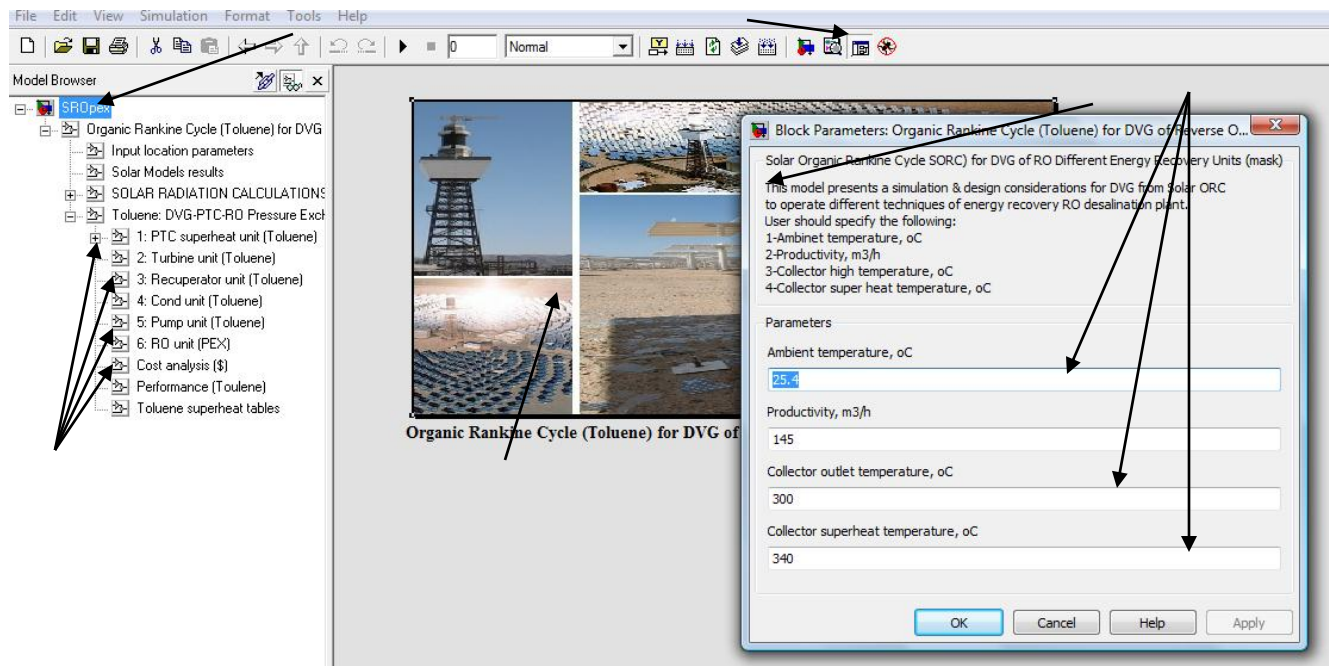 File Edit View Simulation Format Tools Help
0 Normal
Model Browser
SROpex
Organic Rankine Cycle (Toluene) for DVG
Input location parameters
Solar Models results
SOLAR RADIATION CALCULATIONS
Toluene: DVG-PTC-RO Pressure Exch
1: PTC superheat unit (Toluene)
2: Turbine unit (Toluene)
3: Recuperator unit (Toluene)
4: Cond unit (Toluene)
5: Pump unit (Toluene)
6: RO unit (PEX)
Cost analysis ($)
Performance (Toulene)
Toluene superheat tables
Organic Rankine Cycle (Toluene) for DVG of
Block Parameters: Organic Rankine Cycle (Toluene) for DVG of Reverse O...
Solar Organic Rankine Cycle SORC) for DVG of RO Different Energy Recovery Units (mask)
This model presents a simulation & design considerations for DVG from Solar ORC
to operate different techniques of energy recovery RO desalination plant.
User should specify the following:
1-Ambinet temperature, oC
2-Productivity, m3/h
3-Collector high temperature, oC
4-Collector super heat temperature, oC
Parameters
Ambient temperature, oC
25.4
Productivity, m3/h
145
Collector outlet temperature, oC
300
Collector superheat temperature, oC
340
OK Cancel Help Apply